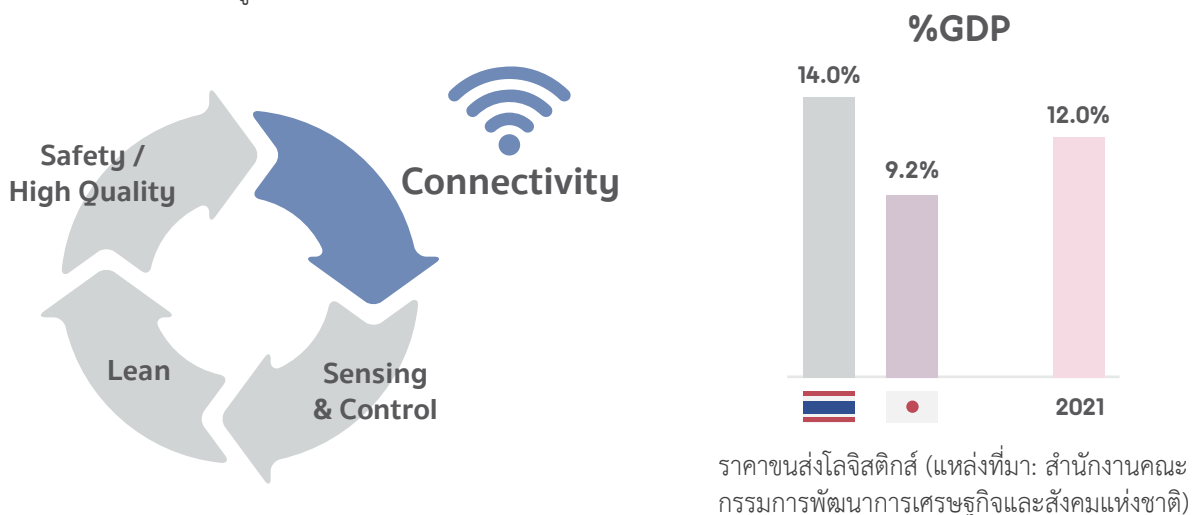 %GDP
14.0%
12.0%
9.2%
Safety /
High Quality
Connectivity
Lean
Sensing
& Control
2021
ราคาขนส่งโลจิสติกส์ (แหล่งที่มา: สำนักงานคณะ
กรรมการพัฒนาการเศรษฐกิจและสังคมแห่งชาติ)